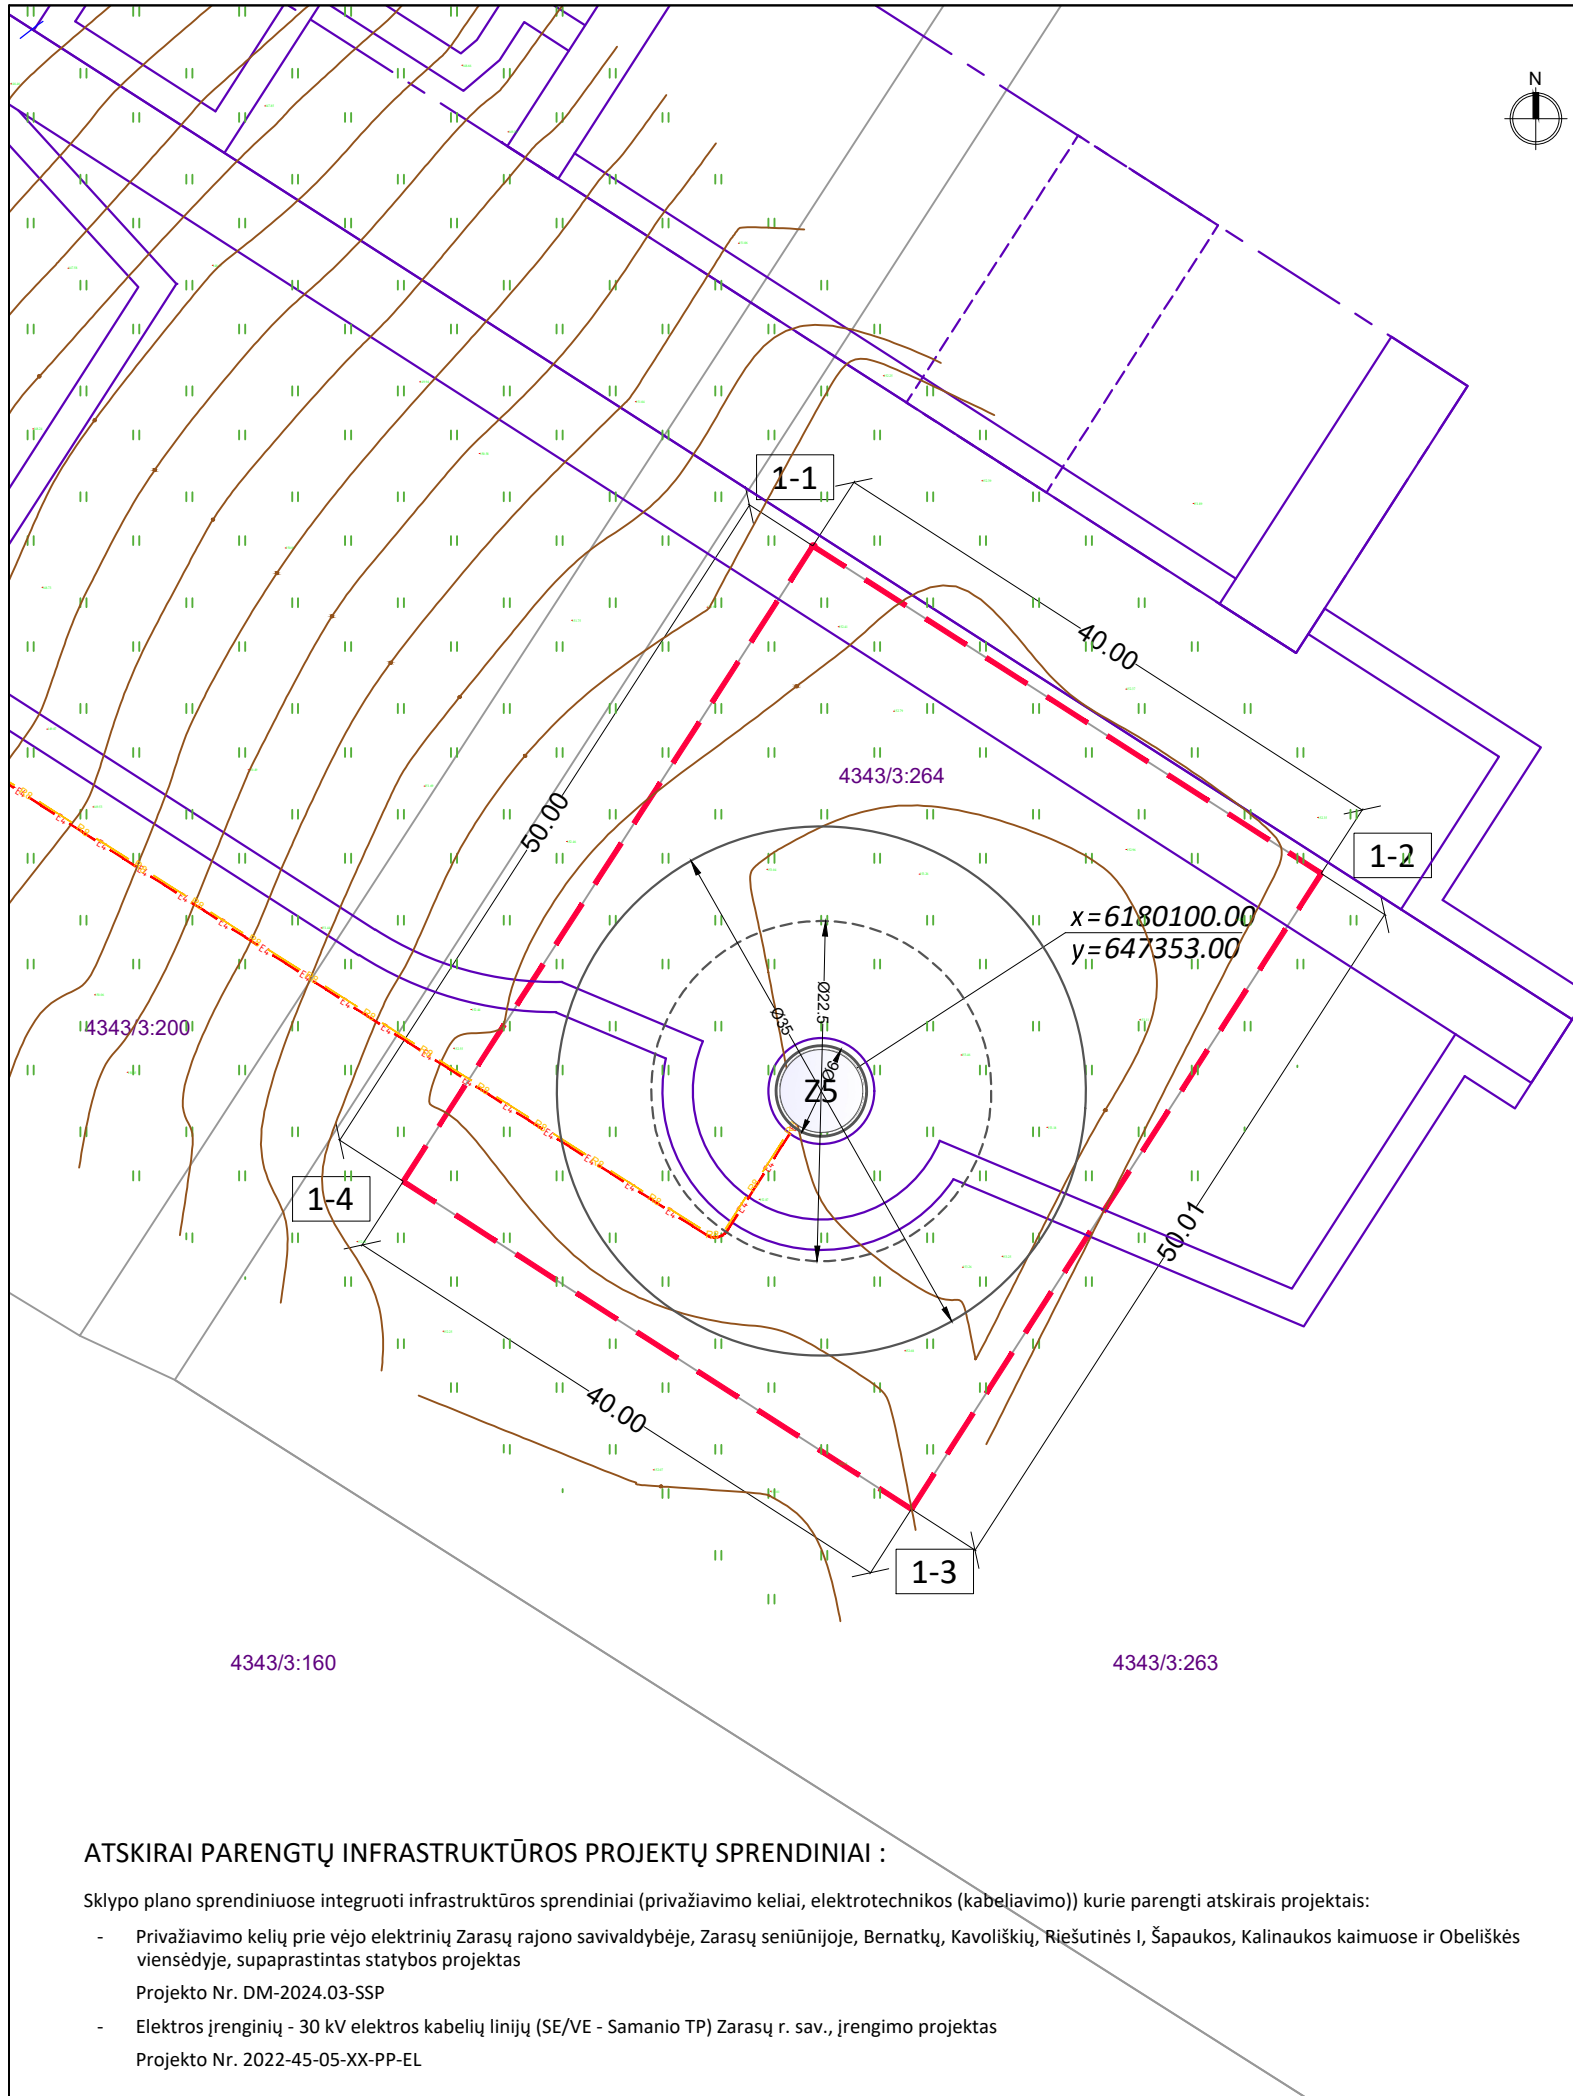 N
1-1
40.00
4343/3:264
50.00
1-2
x=6180100.00
y=647353.00
Ø22.5
Ø35
4343/3:200
Ø6
Z5
1-4
50.01
40.00
1-3
4343/3:160
4343/3:263
ATSKIRAI PARENGTŲ INFRASTRUKTŪROS PROJEKTŲ SPRENDINIAI :
Sklypo plano sprendiniuose integruoti infrastruktūros sprendiniai (privažiavimo keliai, elektrotechnikos (kabeliavimo)) kurie parengti atskirais projektais:
- Privažiavimo kelių prie vėjo elektrinių Zarasų rajono savivaldybėje, Zarasų seniūnijoje, Bernatkų, Kavoliškių, Riešutinės I, Šapaukos, Kalinaukos kaimuose ir Obeliškės
viensėdyje, supaprastintas statybos projektas
Projekto Nr. DM-2024.03-SSP
- Elektros įrenginių - 30 kV elektros kabelių linijų (SE/VE - Samanio TP) Zarasų r. sav., įrengimo projektas
Projekto Nr. 2022-45-05-XX-PP-EL